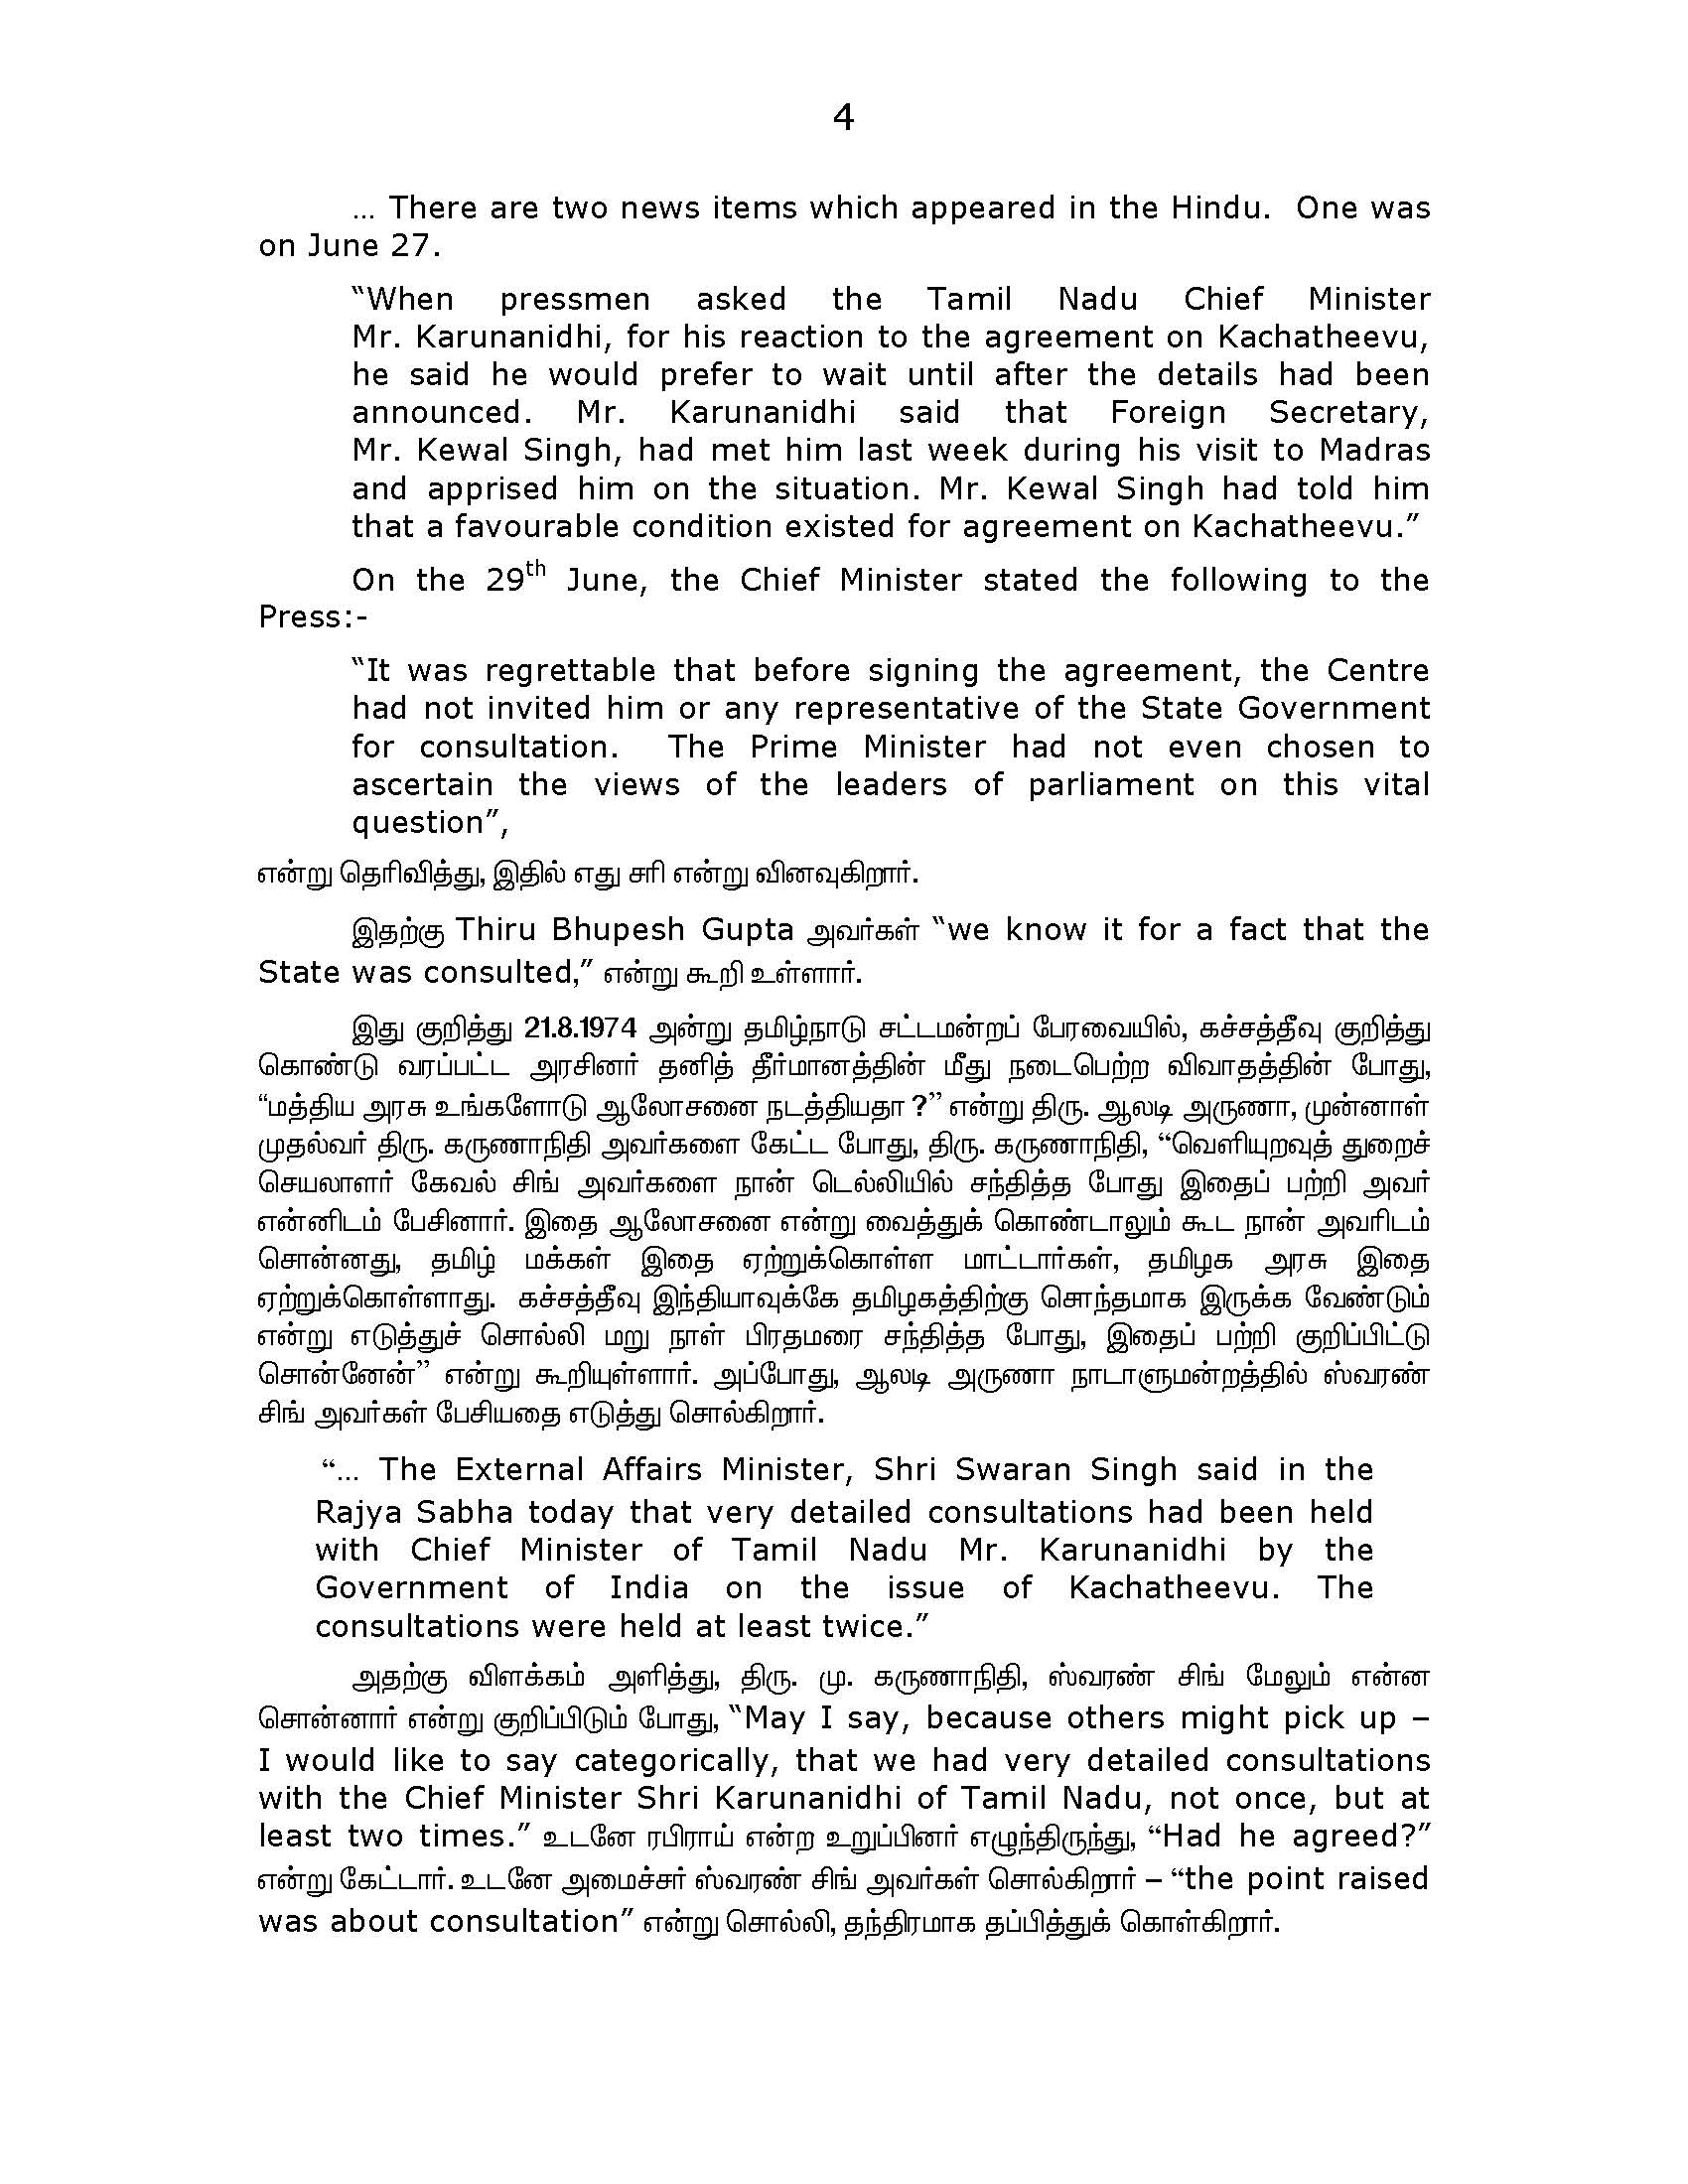 4
... There are two news items which appeared in the Hindu.  One was
on June 27.
“When pressmen asked the Tamil Nadu Chief Minister
Mr. Karunanidhi, for his reaction to the agreement on Kachatheevu,
he said he would prefer to wait until after the details had been
announced. Mr. Karunanidhi said that Foreign Secretary,
Mr. Kewal Singh, had met him last week during his visit to Madras
and apprised him on the situation. Mr. Kewal Singh had told him
that a favourable condition existed for agreement on Kachatheevu.”
On the 29th June, the Chief Minister stated the following to the
Press:-
“It was regrettable that before signing the agreement, the Centre
had not invited him or any representative of the State Government
for consultation.  The Prime Minister had not even chosen to
ascertain the views of the leaders of parliament on this vital
question”,
என்று தெரிவித்து, இதில் எது சரி என்று வினவுகிறார்.
இதற்கு Thiru Bhupesh Gupta அவர்கள் “we know it for a fact that the
State was consulted,” என்று கூறி உள்ளார்.
இது குறித்து 21.8.1974 அன்று தமிழ்நாடு சட்டமன்றப் பேரவையில், கச்சத்தீவு குறித்து
கொண்டு வரப்பட்ட அரசினர் தனித் தீர்மானத்தின் மீது நடைபெற்ற விவாதத்தின் போது,
“மத்திய அரசு உங்களோடு ஆலோசனை நடத்தியதா ?” என்று திரு. ஆலடி அருணா, முன்னாள்
முதல்வர் திரு. கருணாநிதி அவர்களை கேட்ட போது, திரு. கருணாநிதி, “வெளியுறவுத் துறைச்
செயலாளர் கேவல் சிங் அவர்களை நான் டெல்லியில் சந்தித்த போது இதைப் பற்றி அவர்
என்னிடம் பேசினார். இதை ஆலோசனை என்று வைத்துக் கொண்டாலும் கூட நான் அவரிடம்
சொன்னது, தமிழ் மக்கள் இதை ஏற்றுக்கொள்ள மாட்டார்கள், தமிழக அரசு இதை
ஏற்றுக்கொள்ளாது.  கச்சத்தீவு இந்தியாவுக்கே தமிழகத்திற்கு சொந்தமாக இருக்க வேண்டும்
என்று எடுத்துச் சொல்லி மறு நாள் பிரதமரை சந்தித்த போது, இதைப் பற்றி குறிப்பிட்டு
சொன்னேன்” என்று கூறியுள்ளார். அப்போது, ஆலடி அருணா நாடாளுமன்றத்தில் ஸ்வரண்
சிங் அவர்கள் பேசியதை எடுத்து சொல்கிறார்.
“... The External Affairs Minister, Shri Swaran Singh said in the
Rajya Sabha today that very detailed consultations had been held
with Chief Minister of Tamil Nadu Mr. Karunanidhi by the
Government of India on the issue of Kachatheevu. The
consultations were held at least twice.”
அதற்கு விளக்கம் அளித்து, திரு. மு. கருணாநிதி, ஸ்வரண் சிங் மேலும் என்ன
சொன்னார் என்று குறிப்பிடும் போது, “May I say, because others might pick up –
I would like to say categorically, that we had very detailed consultations
with the Chief Minister Shri Karunanidhi of Tamil Nadu, not once, but at
least two times.” உடனே ரபிராய் என்ற உறுப்பினர் எழுந்திருந்து, “Had he agreed?”
என்று கேட்டார். உடனே அமைச்சர் ஸ்வரண் சிங் அவர்கள் சொல்கிறார் – “the point raised
was about consultation” என்று சொல்லி, தந்திரமாக தப்பித்துக் கொள்கிறார்.